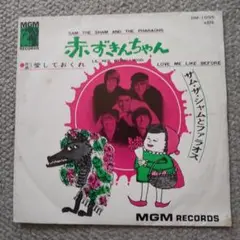 MGM
RECORDS
SAM THE SHAM AND THE PHARAOHS
赤ずきんちゃん
愛しておくれ
LOVE ME LIKE BEFORE
ザ・サム・ザ・シャムとファラオス
MGM RECORDS